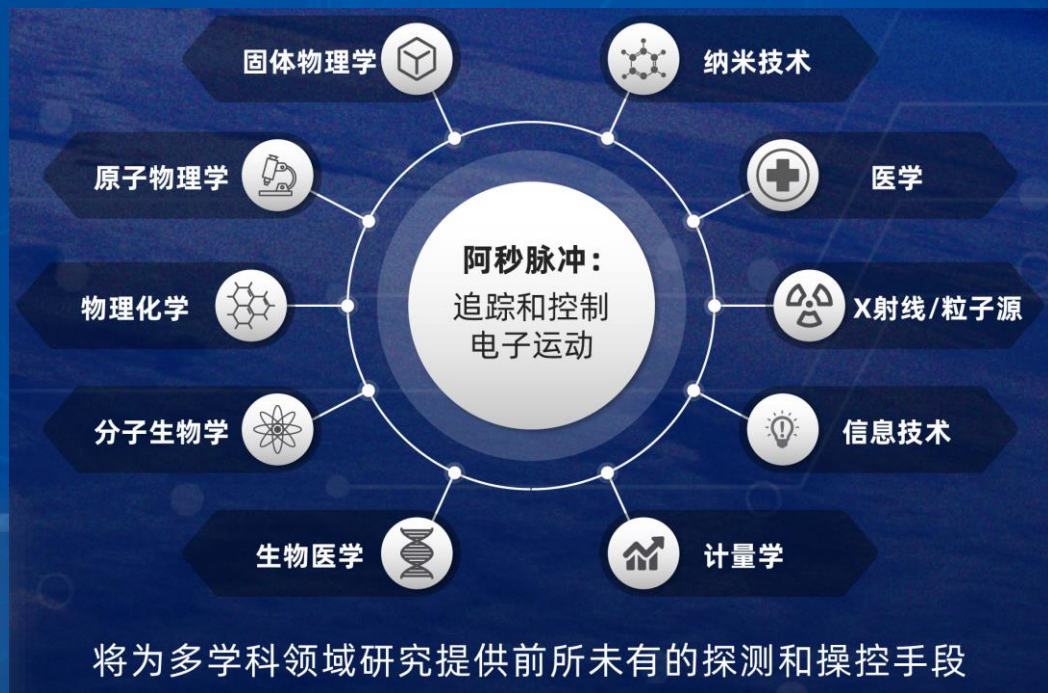 固体物理学
纳米技术
原子物理学
医学
阿秒脉冲：
追踪和控制
电子运动
物理化学
X射线/粒子源
分子生物学
信息技术
生物医学
计量学
将为多学科领域研究提供前所未有的探测和操控手段